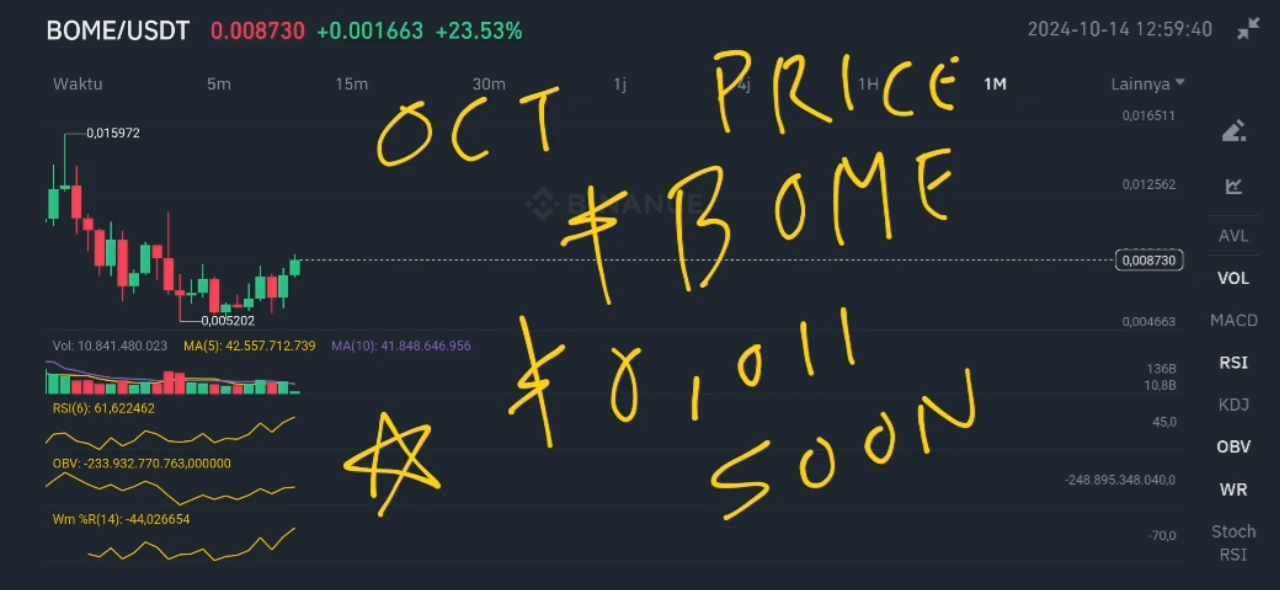 BOME/USDT 0.008730 +0.001663 +23.53% 2024-10-14 12:59:40
Waktu 5m 15m 30m 1j 4j 1H 1M Lainnya
OCT PRICE
$BOME
$0,011
SOON
BINANCE
0,015972
0,005202
0,016511
0,012562
0,008730
0,004663
Vol: 10.841.480.023 MA(5): 42.557.712.739 MA(10): 41.848.646.956
136B
10,8B
RSI(6): 61,622462
45,0
OBV: -233.932.770.763,000000
-248.895.348.040,0
Wm %R(14): -44,026654
-70,0
AVL
VOL
MACD
RSI
KDJ
OBV
WR
Stoch
RSI